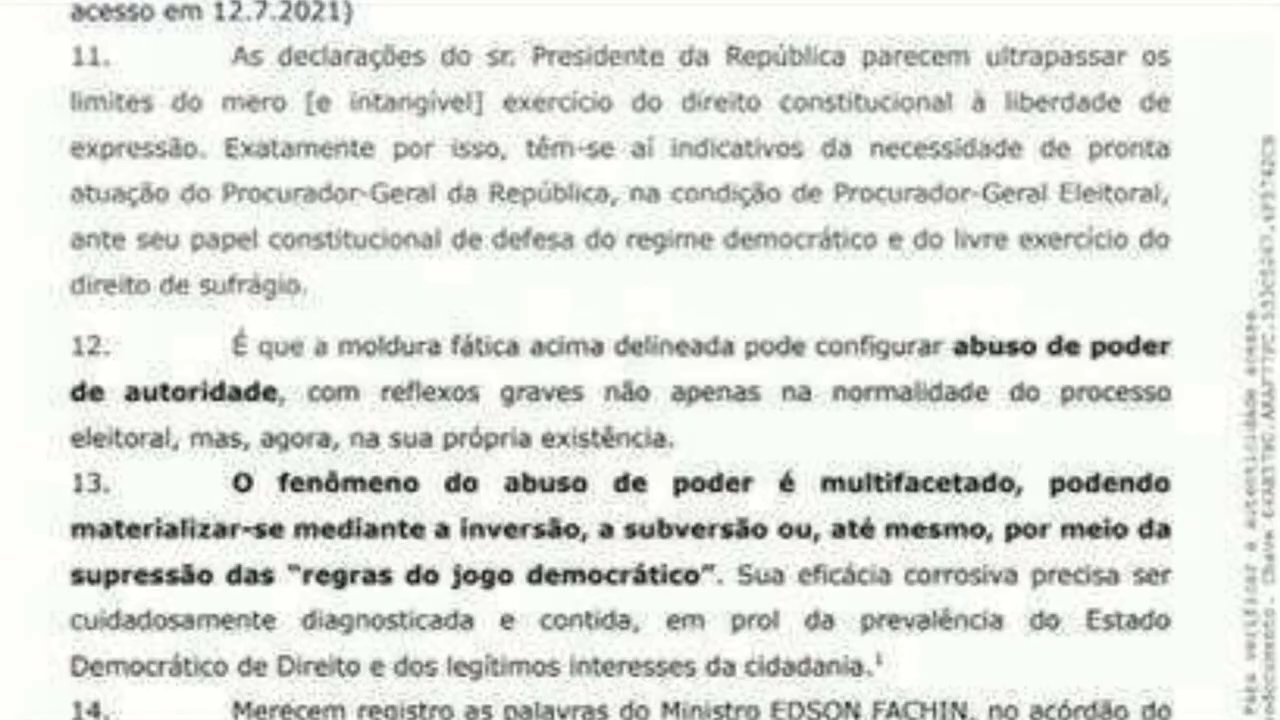 acesso em 12.7.2021)
11. As declarações do sr. Presidente da República parecem ultrapassar os
limites do mero [e intangível] exercício do direito constitucional à liberdade de
expressão. Exatamente por isso, têm-se aí indicativos da necessidade de pronta
atuação do Procurador-Geral da República, na condição de Procurador-Geral Eleitoral,
ante seu papel constitucional de defesa do regime democrático e do livre exercício do
direito de sufrágio.
12. É que a moldura fática acima delineada pode configurar abuso de poder
de autoridade, com reflexos graves não apenas na normalidade do processo
eleitoral, mas, agora, na sua própria existência.
13. O fenômeno do abuso de poder é multifacetado, podendo
materializar-se mediante a inversão, a subversão ou, até mesmo, por meio da
supressão das "regras do jogo democrático". Sua eficácia corrosiva precisa ser
cuidadosamente diagnosticada e contida, em prol da prevalência do Estado
Democrático de Direito e dos legítimos interesses da cidadania.¹
14. Merecem registro as palavras do Ministro EDSON FACHIN, no acórdão do
Para verificar a autenticidade acesse
documento. Chave